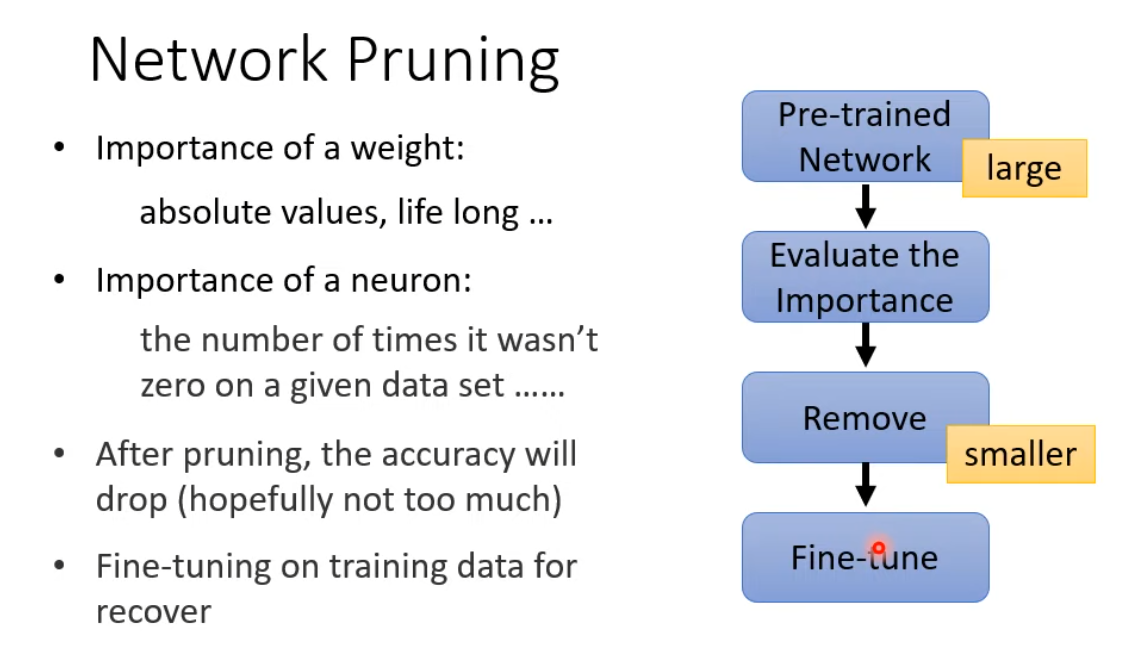 Network Pruning
• Importance of a weight:
absolute values, life long …
• Importance of a neuron:
the number of times it wasn’t
zero on a given data set ……
• After pruning, the accuracy will
drop (hopefully not too much)
• Fine-tuning on training data for
recover
Pre-trained
Network
large
Evaluate the
Importance
Remove
smaller
Fine-tune